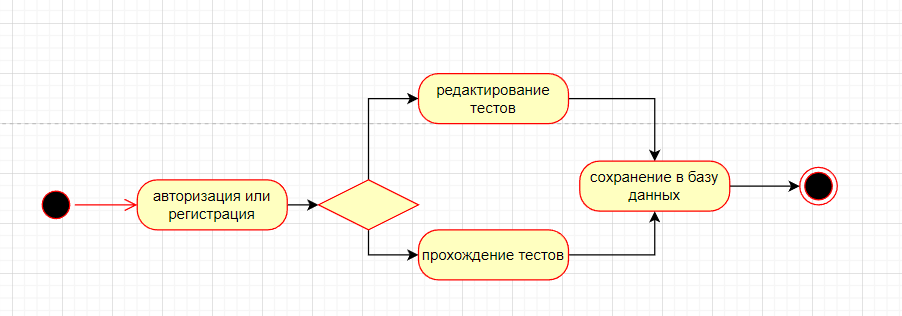 редактирование
тестов
авторизация или
регистрация
прохождение тестов
сохранение в базу
данных